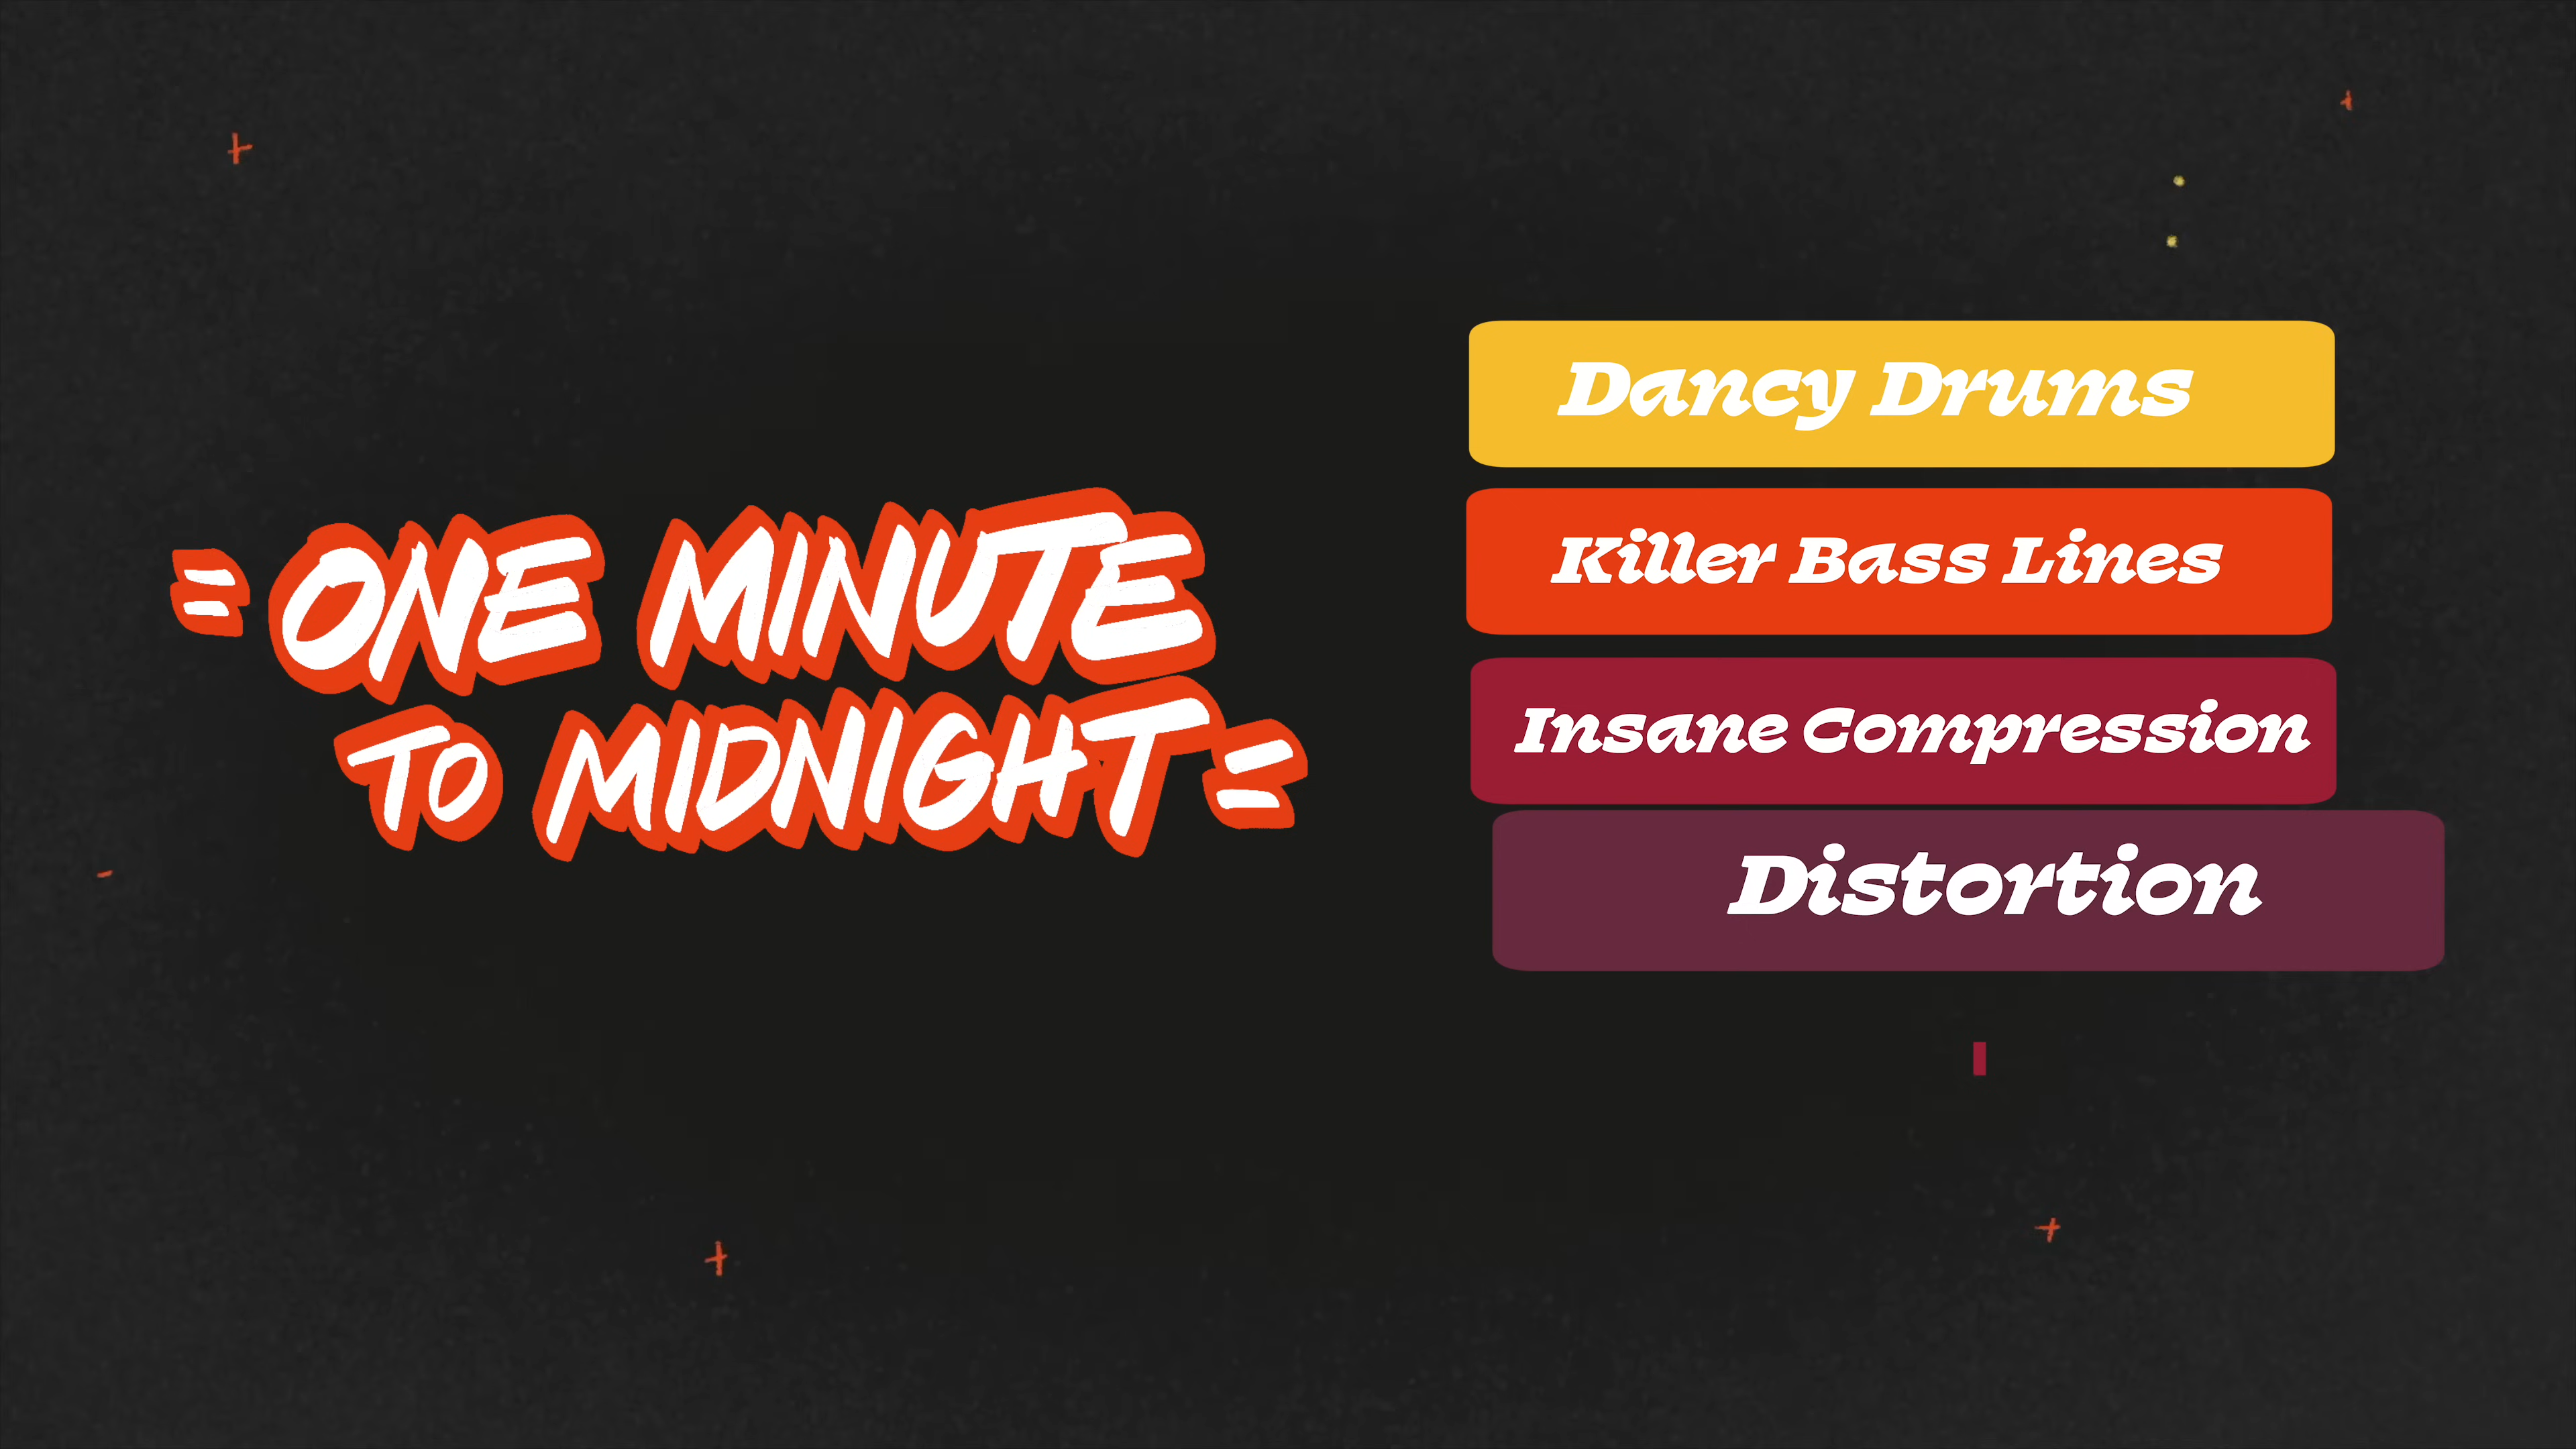 = ONE MINUTE
TO MIDNIGHT =
Dancy Drums
Killer Bass Lines
Insane Compression
Distortion